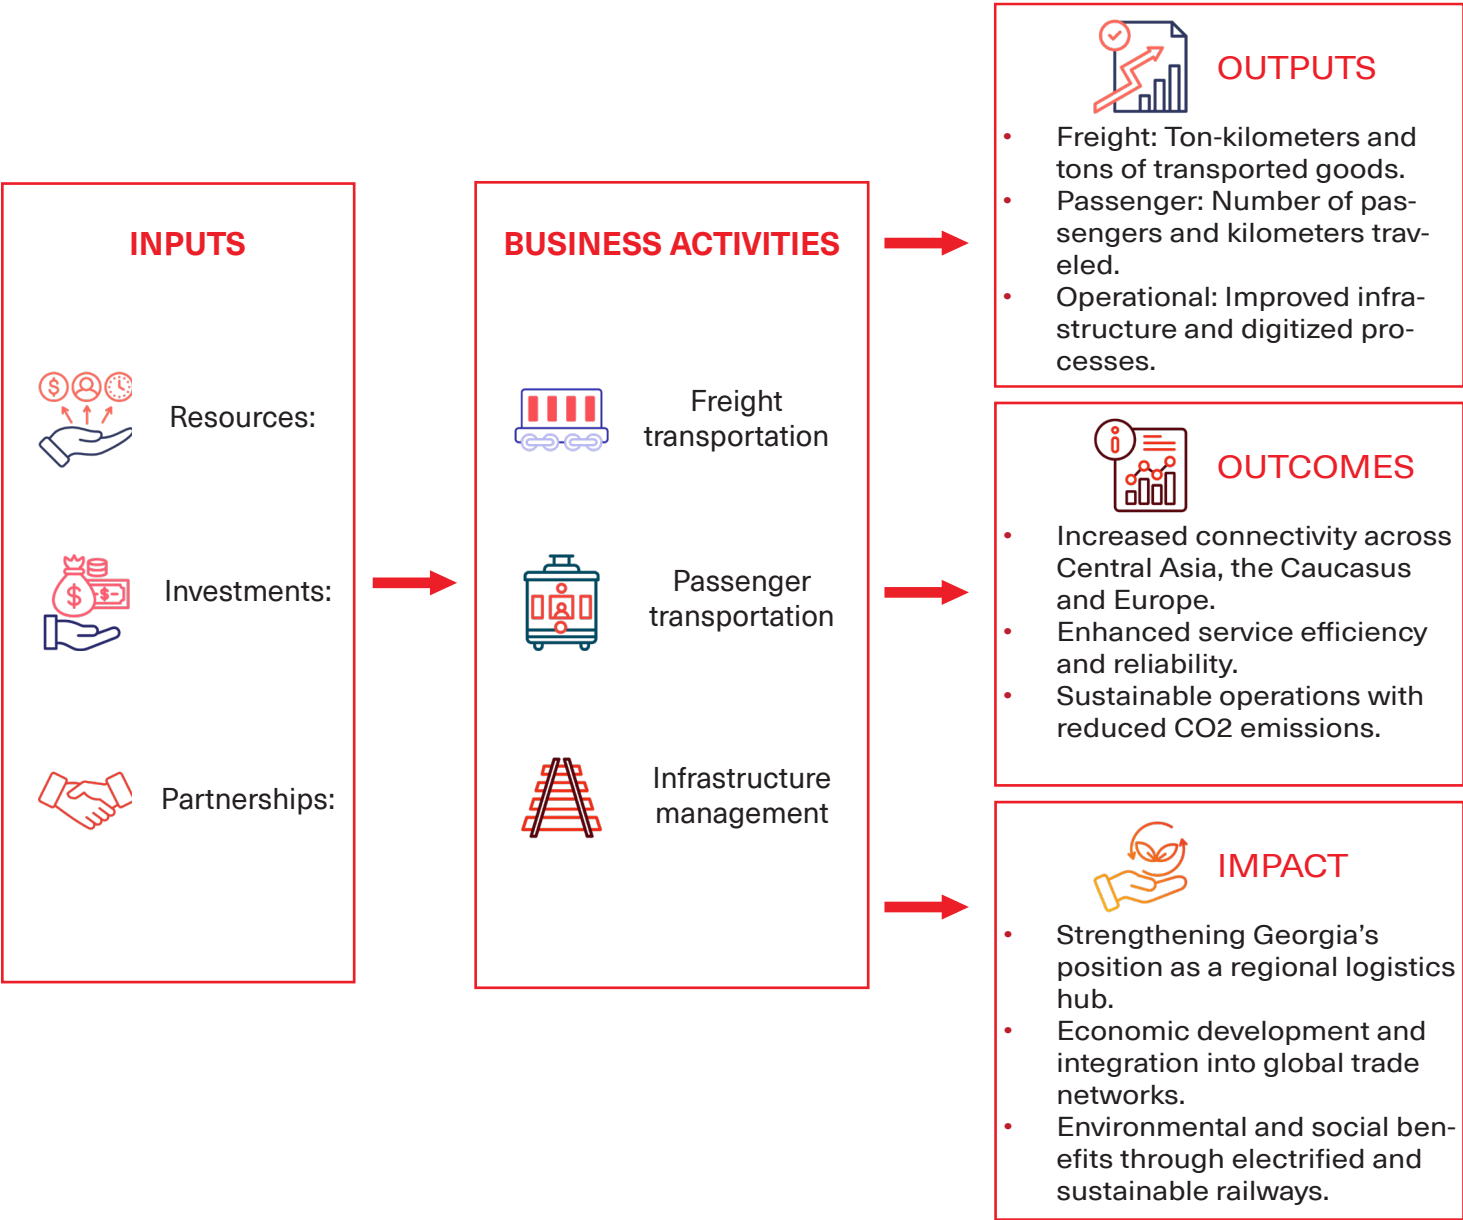 INPUTS
Resources:
Investments:
Partnerships:
BUSINESS ACTIVITIES
Freight
transportation
Passenger
transportation
Infrastructure
management
OUTPUTS
• Freight: Ton-kilometers and
tons of transported goods.
• Passenger: Number of pas-
sengers and kilometers trav-
eled.
• Operational: Improved infra-
structure and digitized pro-
cesses.
OUTCOMES
• Increased connectivity across
Central Asia, the Caucasus
and Europe.
• Enhanced service efficiency
and reliability.
• Sustainable operations with
reduced CO2 emissions.
IMPACT
• Strengthening Georgia’s
position as a regional logistics
hub.
• Economic development and
integration into global trade
networks.
• Environmental and social ben-
efits through electrified and
sustainable railways.